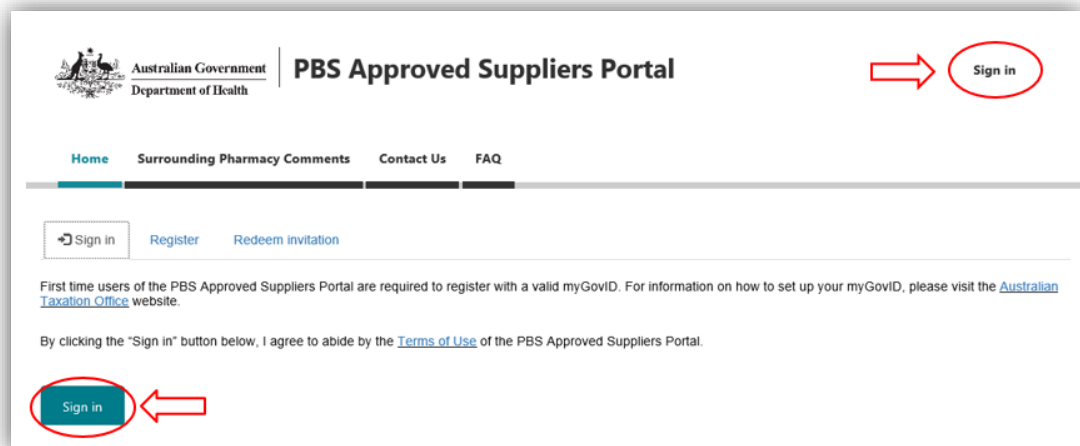 Australian Government
Department of Health
PBS Approved Suppliers Portal
Sign in
Home Surrounding Pharmacy Comments Contact Us FAQ
Sign in Register Redeem invitation
First time users of the PBS Approved Suppliers Portal are required to register with a valid myGovID. For information on how to set up your myGovID, please visit the Australian
Taxation Office website.
By clicking the “Sign in” button below, I agree to abide by the Terms of Use of the PBS Approved Suppliers Portal.
Sign in